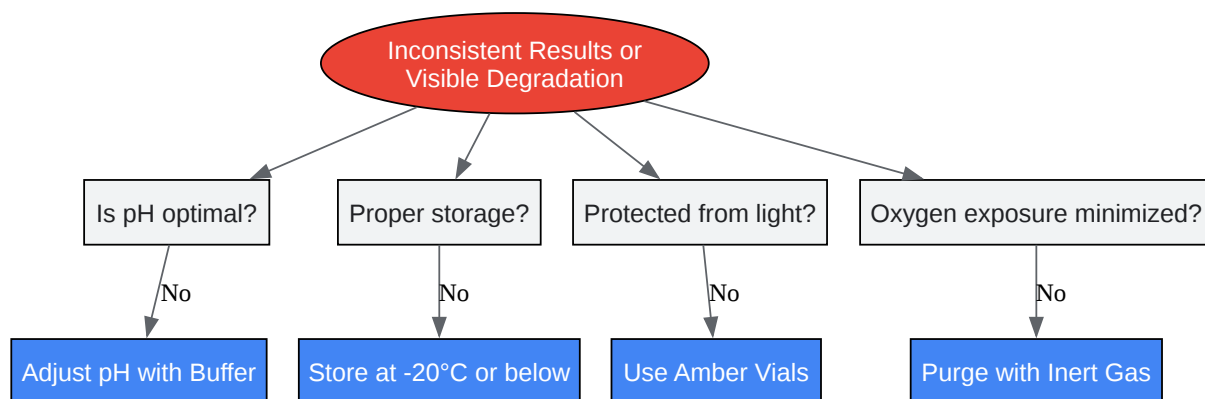 Inconsistent Results or
Visible Degradation
Is pH optimal?
Proper storage?
Protected from light?
Oxygen exposure minimized?
No
No
No
No
Adjust pH with Buffer
Store at -20°C or below
Use Amber Vials
Purge with Inert Gas